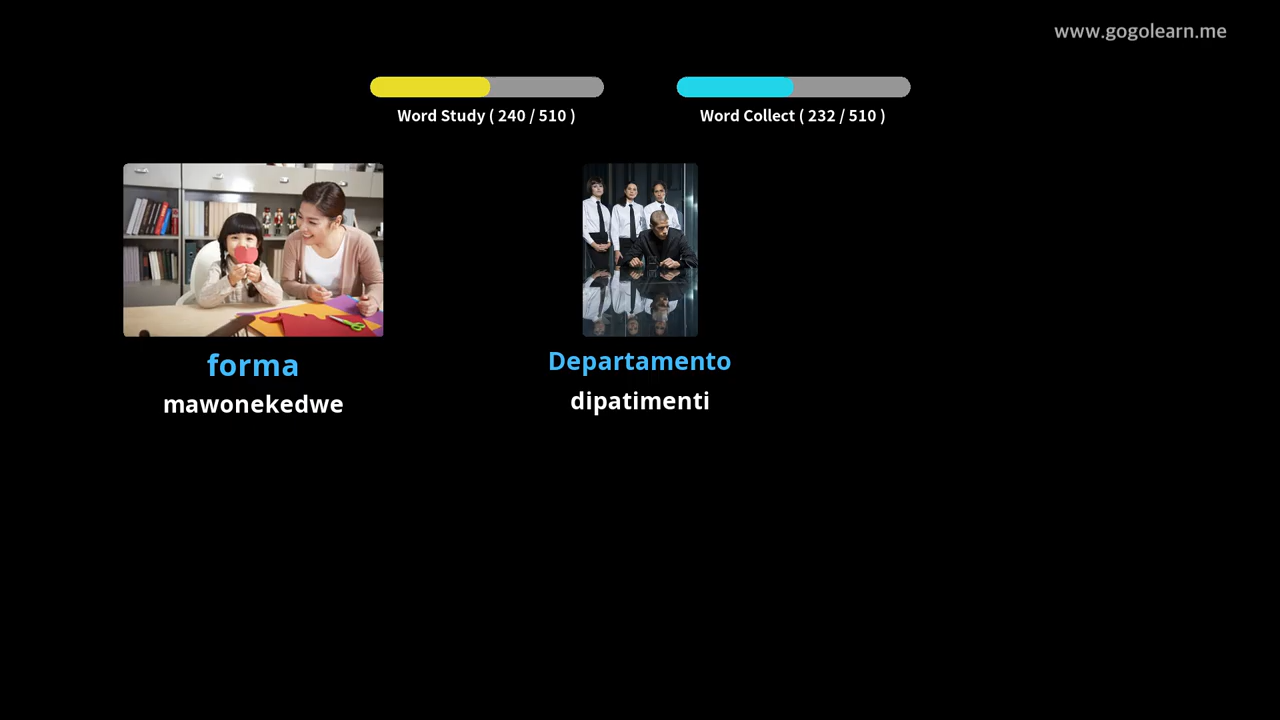 www.gogolearn.me
Word Study ( 240 / 510 )
Word Collect ( 232 / 510 )
forma
mawonekedwe
Departamento
dipatimenti